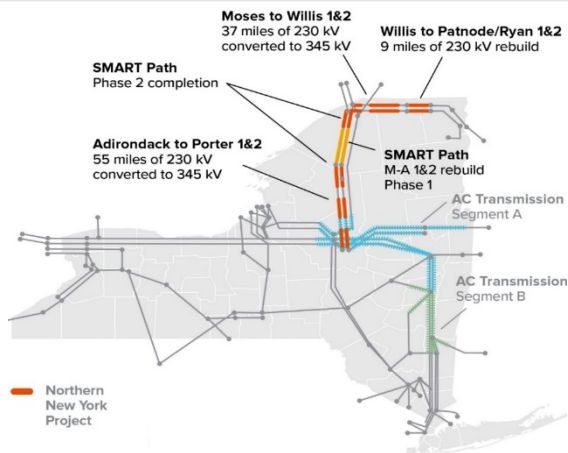 Moses to Willis 1&2
37 miles of 230 kV
converted to 345 kV
Willis to Patnode/Ryan 1&2
9 miles of 230 kV rebuild
SMART Path
Phase 2 completion
Adirondack to Porter 1&2
55 miles of 230 kV
converted to 345 kV
SMART Path
M-A 1&2 rebuild
Phase 1
AC Transmission
Segment A
AC Transmission
Segment B
Northern
New York
Project